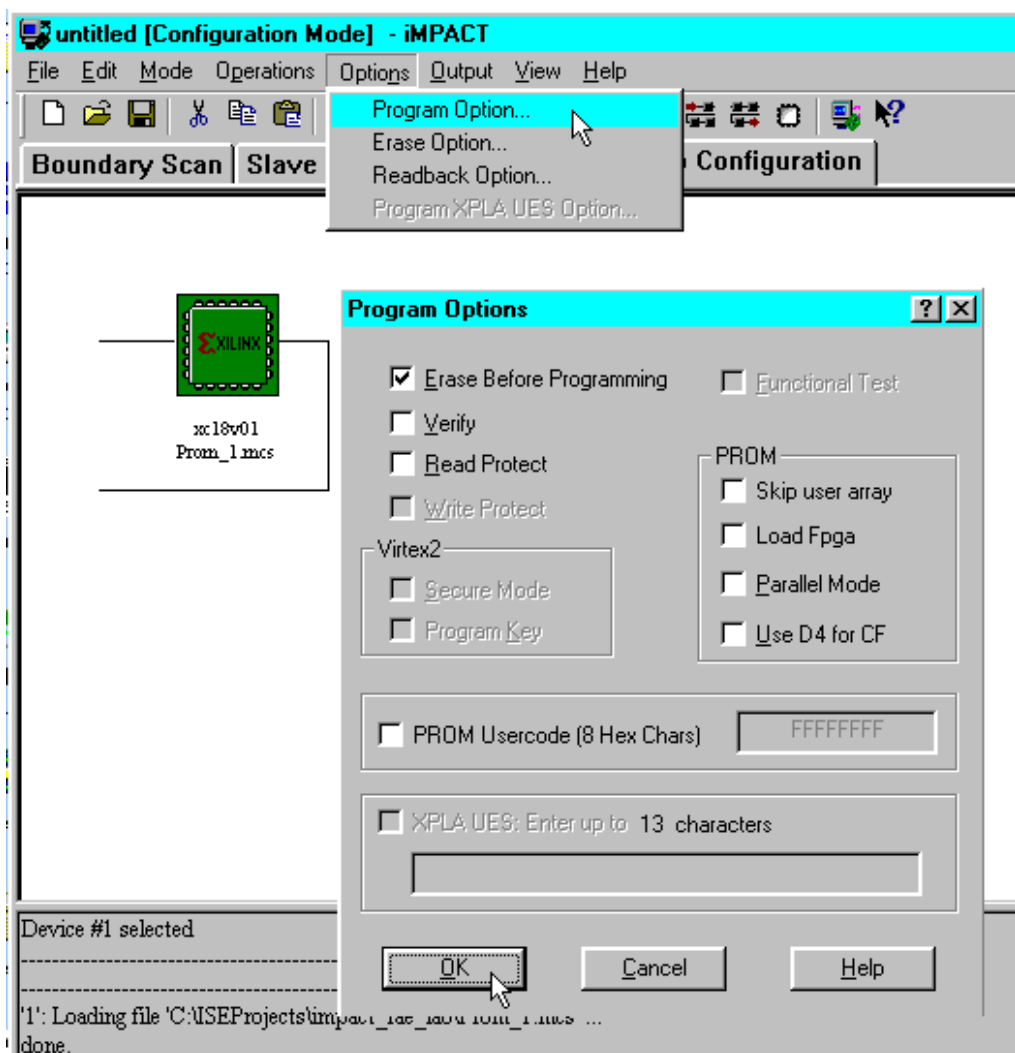 untitled [Configuration Mode] - iMPACT
File Edit Mode Operations Options Output View Help
Program Option...
Erase Option...
Readback Option...
Program XPLA UES Option...
Boundary Scan Slave Configuration
XILINX
xc18v01
Prom_1.mcs
Program Options
Erase Before Programming
Functional Test
Verify
Read Protect
Write Protect
PROM
Skip user array
Load Fpga
Parallel Mode
Use D4 for CF
Virtex2
Secure Mode
Program Key
PROM Usercode (8 Hex Chars) FFFFFFFF
XPLA UES: Enter up to 13 characters
OK Cancel Help
Device #1 selected
'1': Loading file 'C:\ISEProjects\
done.